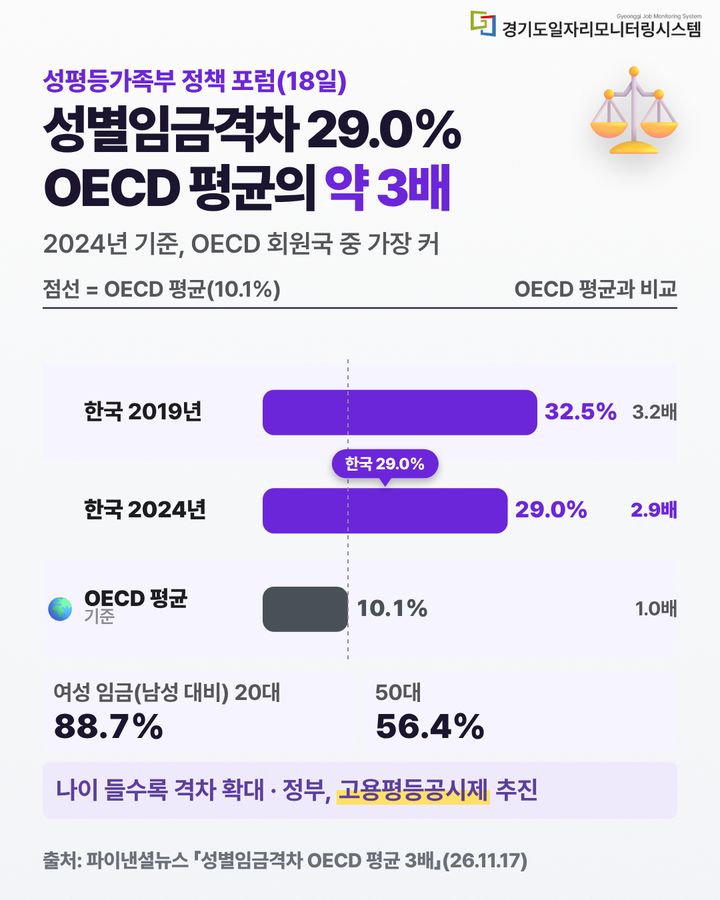 Gyeonggi Job Monitoring System
경기도일자리모니터링시스템
성평등가족부 정책 포럼(18일)
성별임금격차 29.0%
OECD 평균의 약 3배
2024년 기준, OECD 회원국 중 가장 커
점선 = OECD 평균(10.1%) OECD 평균과 비교
한국 2019년 32.5% 3.2배
한국 29.0%
한국 2024년 29.0% 2.9배
OECD 평균
기준
10.1% 1.0배
여성 임금(남성 대비) 20대
88.7%
50대
56.4%
나이 들수록 격차 확대 · 정부, 고용평등공시제 추진
출처: 파이낸셜뉴스 「성별임금격차 OECD 평균 3배」(26.11.17)